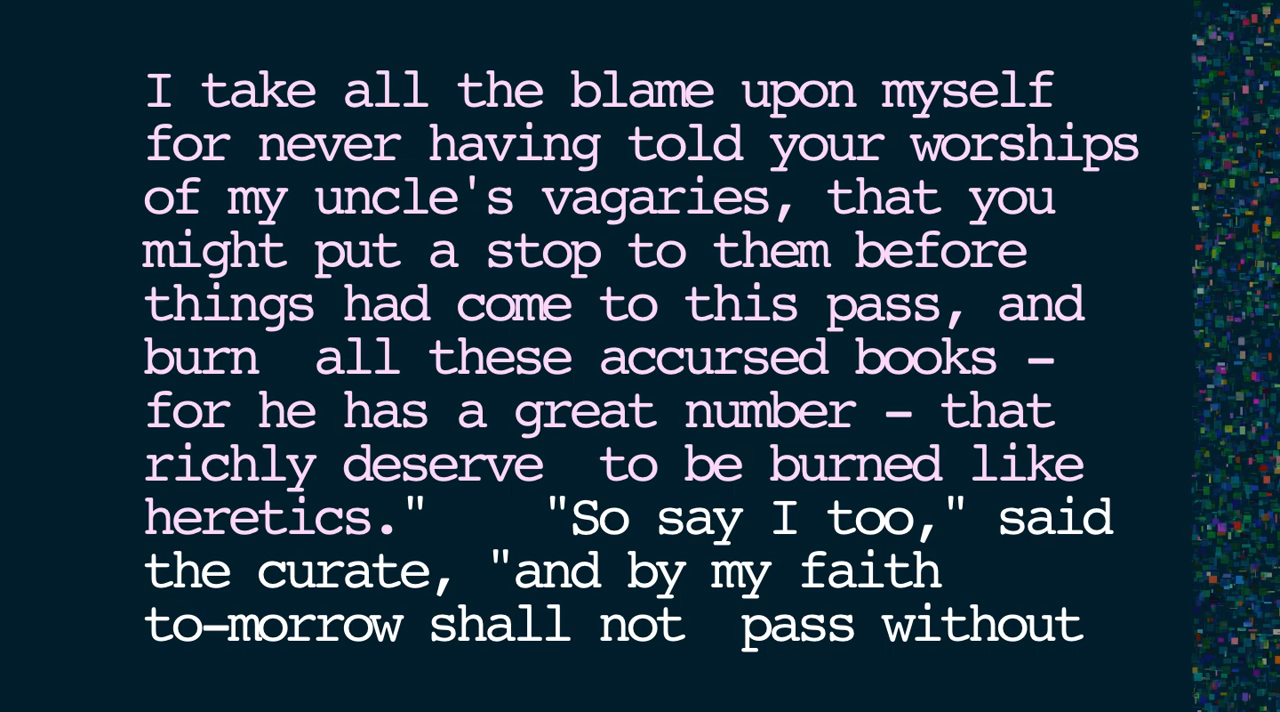 I take all the blame upon myself
for never having told your worships
of my uncle's vagaries, that you
might put a stop to them before
things had come to this pass, and
burn  all these accursed books –
for he has a great number – that
richly deserve  to be burned like
heretics."    "So say I too," said
the curate, "and by my faith
to-morrow shall not  pass without